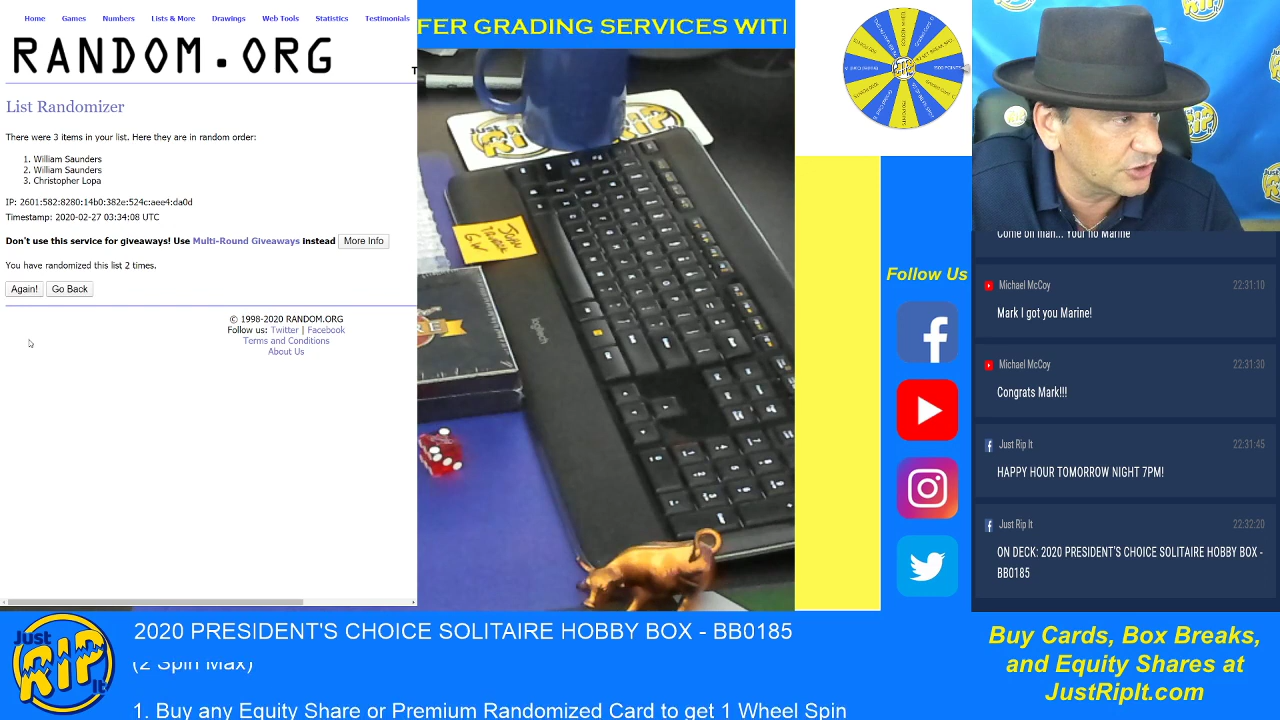 Home Games Numbers Lists & More Drawings Web Tools Statistics Testimonials
RANDOM.ORG
List Randomizer
There were 3 items in your list. Here they are in random order:
1. William Saunders
2. William Saunders
3. Christopher Lopa
IP: 2601:582:8280:14b0:382e:524c:aee4:da0d
Timestamp: 2020-02-27 03:34:08 UTC
Don't use this service for giveaways! Use Multi-Round Giveaways instead More Info
You have randomized this list 2 times.
Again! Go Back
© 1998-2020 RANDOM.ORG
Follow us: Twitter | Facebook
Terms and Conditions
About Us
FER GRADING SERVICES WITH
logitech
Follow Us
Come on man... Your no Marine
Michael McCoy 22:31:10
Mark I got you Marine!
Michael McCoy 22:31:30
Congrats Mark!!!
Just Rip It 22:31:45
HAPPY HOUR TOMORROW NIGHT 7PM!
Just Rip It 22:32:20
ON DECK: 2020 PRESIDENT'S CHOICE SOLITAIRE HOBBY BOX -
BB0185
Just
RIP
It
2020 PRESIDENT'S CHOICE SOLITAIRE HOBBY BOX - BB0185
(2 Spin Max)
1. Buy any Equity Share or Premium Randomized Card to get 1 Wheel Spin
Buy Cards, Box Breaks,
and Equity Shares at
JustRipIt.com